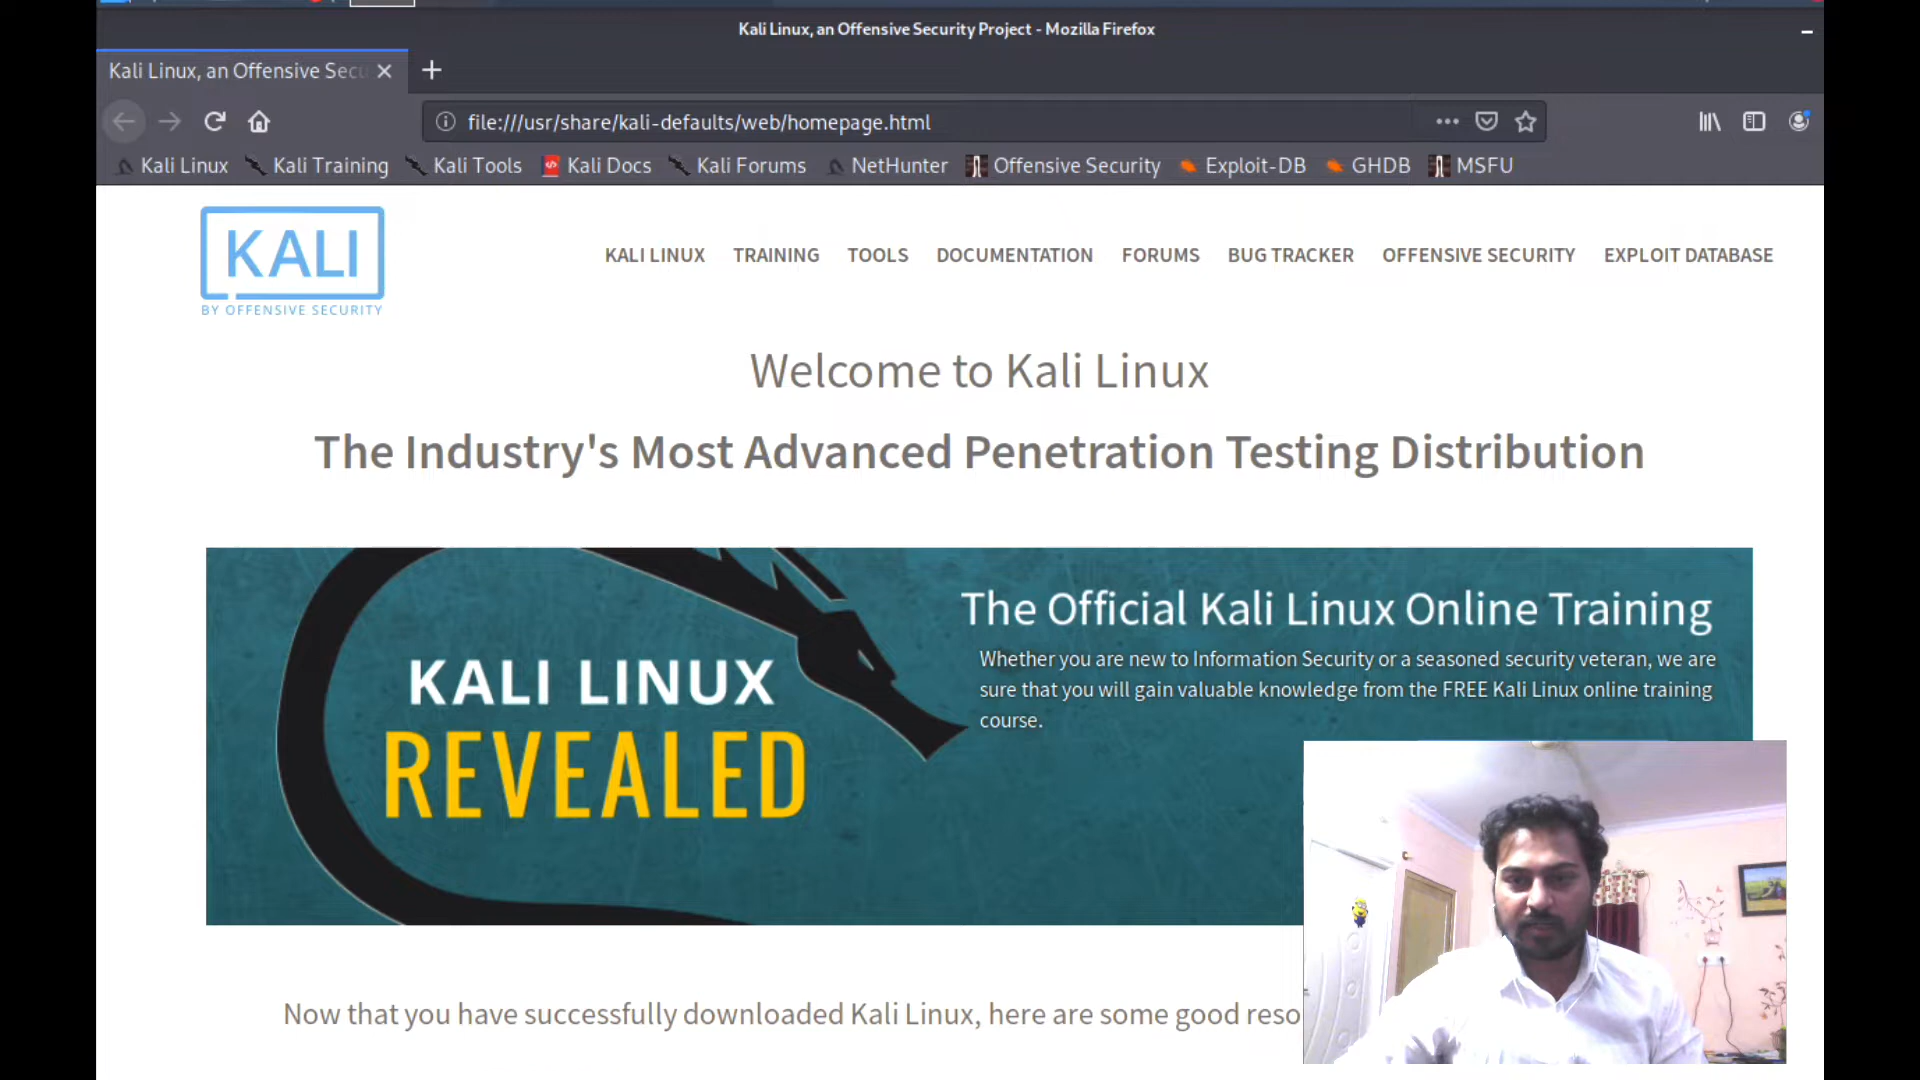 Kali Linux, an Offensive Security Project - Mozilla Firefox
Kali Linux, an Offensive Secu
file:///usr/share/kali-defaults/web/homepage.html
Kali Linux Kali Training Kali Tools Kali Docs Kali Forums NetHunter Offensive Security Exploit-DB GHDB MSFU
KALI
BY OFFENSIVE SECURITY
KALI LINUX TRAINING TOOLS DOCUMENTATION FORUMS BUG TRACKER OFFENSIVE SECURITY EXPLOIT DATABASE
Welcome to Kali Linux
The Industry's Most Advanced Penetration Testing Distribution
KALI LINUX
REVEALED
The Official Kali Linux Online Training
Whether you are new to Information Security or a seasoned security veteran, we are
sure that you will gain valuable knowledge from the FREE Kali Linux online training
course.
Now that you have successfully downloaded Kali Linux, here are some good reso